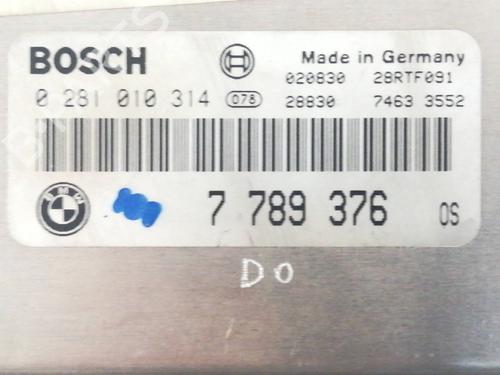 BOSCH Made in Germany
020830 28RTF091
0 281 010 314 078 28830 7463 3552
BMW 7 789 376 OS
DO